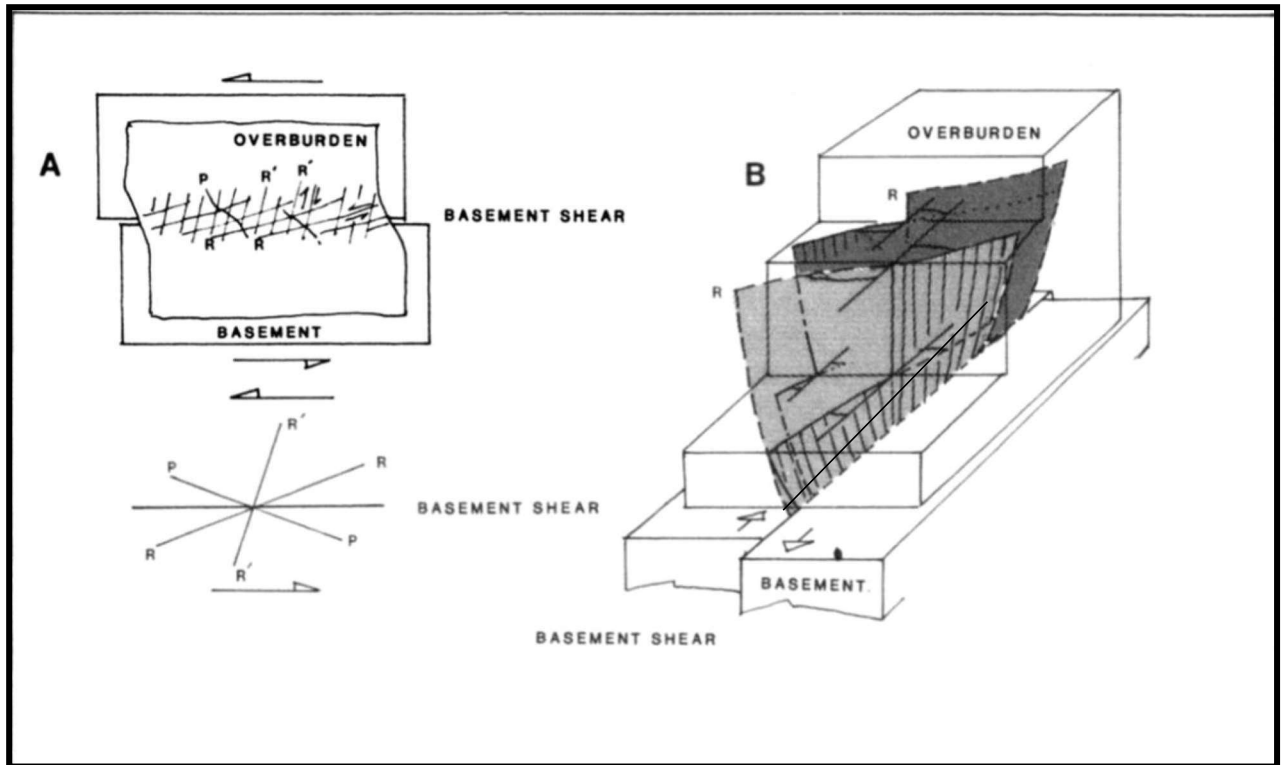 A
OVERBURDEN
P R´ R´
R R
BASEMENT SHEAR
BASEMENT
R´
P R
BASEMENT SHEAR
R P
R´
B
OVERBURDEN
R
R
BASEMENT.
BASEMENT SHEAR